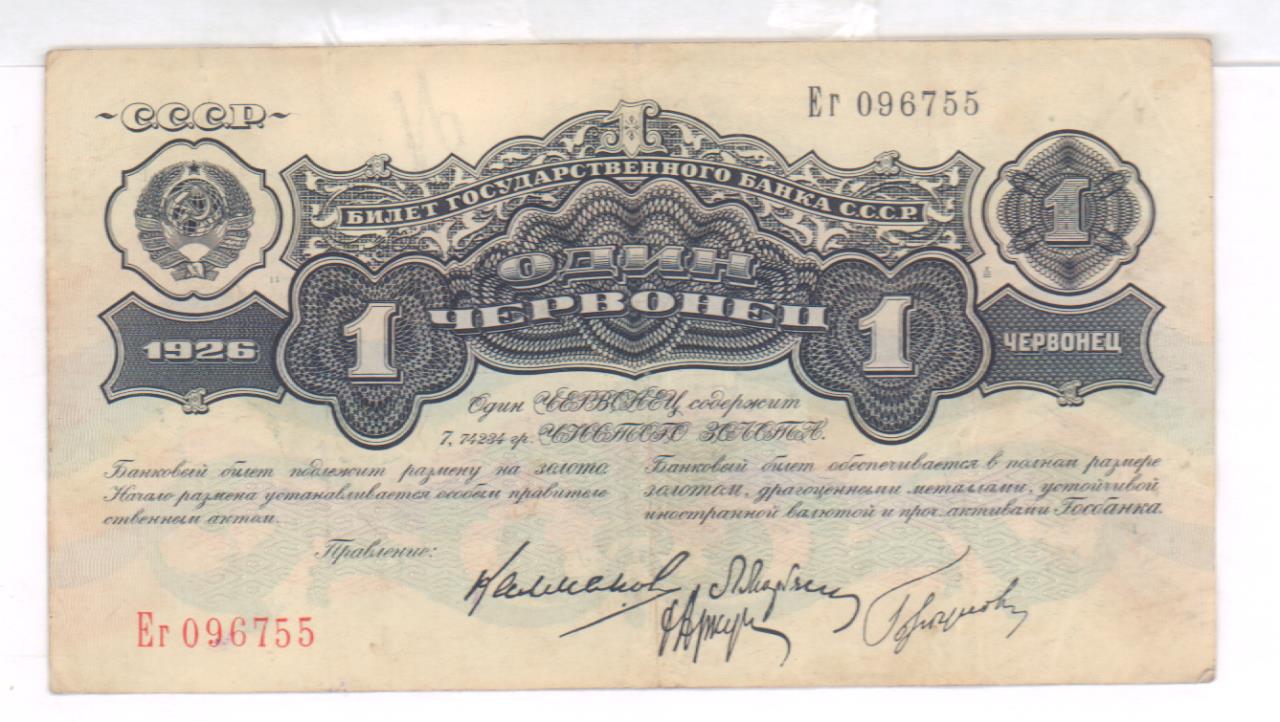 С.С.С.Р.
Ег 096755
1
БИЛЕТ ГОСУДАРСТВЕННОГО БАНКА С.С.С.Р.
1
ОДИН
ЧЕРВОНЕЦ
1
1
1926
ЧЕРВОНЕЦ
Один ЧЕРВОНЕЦ содержит
7,74234 гр. ЧИСТОГО ЗОЛОТА.
Банковый билет подлежит размену на золото.
Начало размена устанавливается особым правитель-
ственным актом.
Банковый билет обеспечивается в полном размере
золотом, драгоценными металлами, устойчивой
иностранной валютой и проч. активами Госбанка.
Правление:
Калманов
Ег 096755